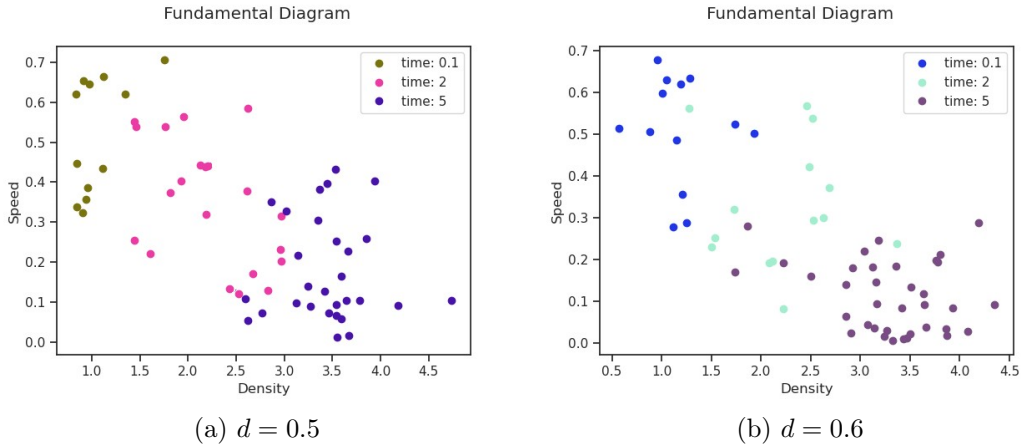 Fundamental Diagram
0.7
0.6
0.5
0.4
0.3
0.2
0.1
0.0
Speed
time: 0.1
time: 2
time: 5
1.0 1.5 2.0 2.5 3.0 3.5 4.0 4.5
Density
(a) d = 0.5
Fundamental Diagram
0.7
0.6
0.5
0.4
0.3
0.2
0.1
0.0
Speed
time: 0.1
time: 2
time: 5
0.5 1.0 1.5 2.0 2.5 3.0 3.5 4.0 4.5
Density
(b) d = 0.6